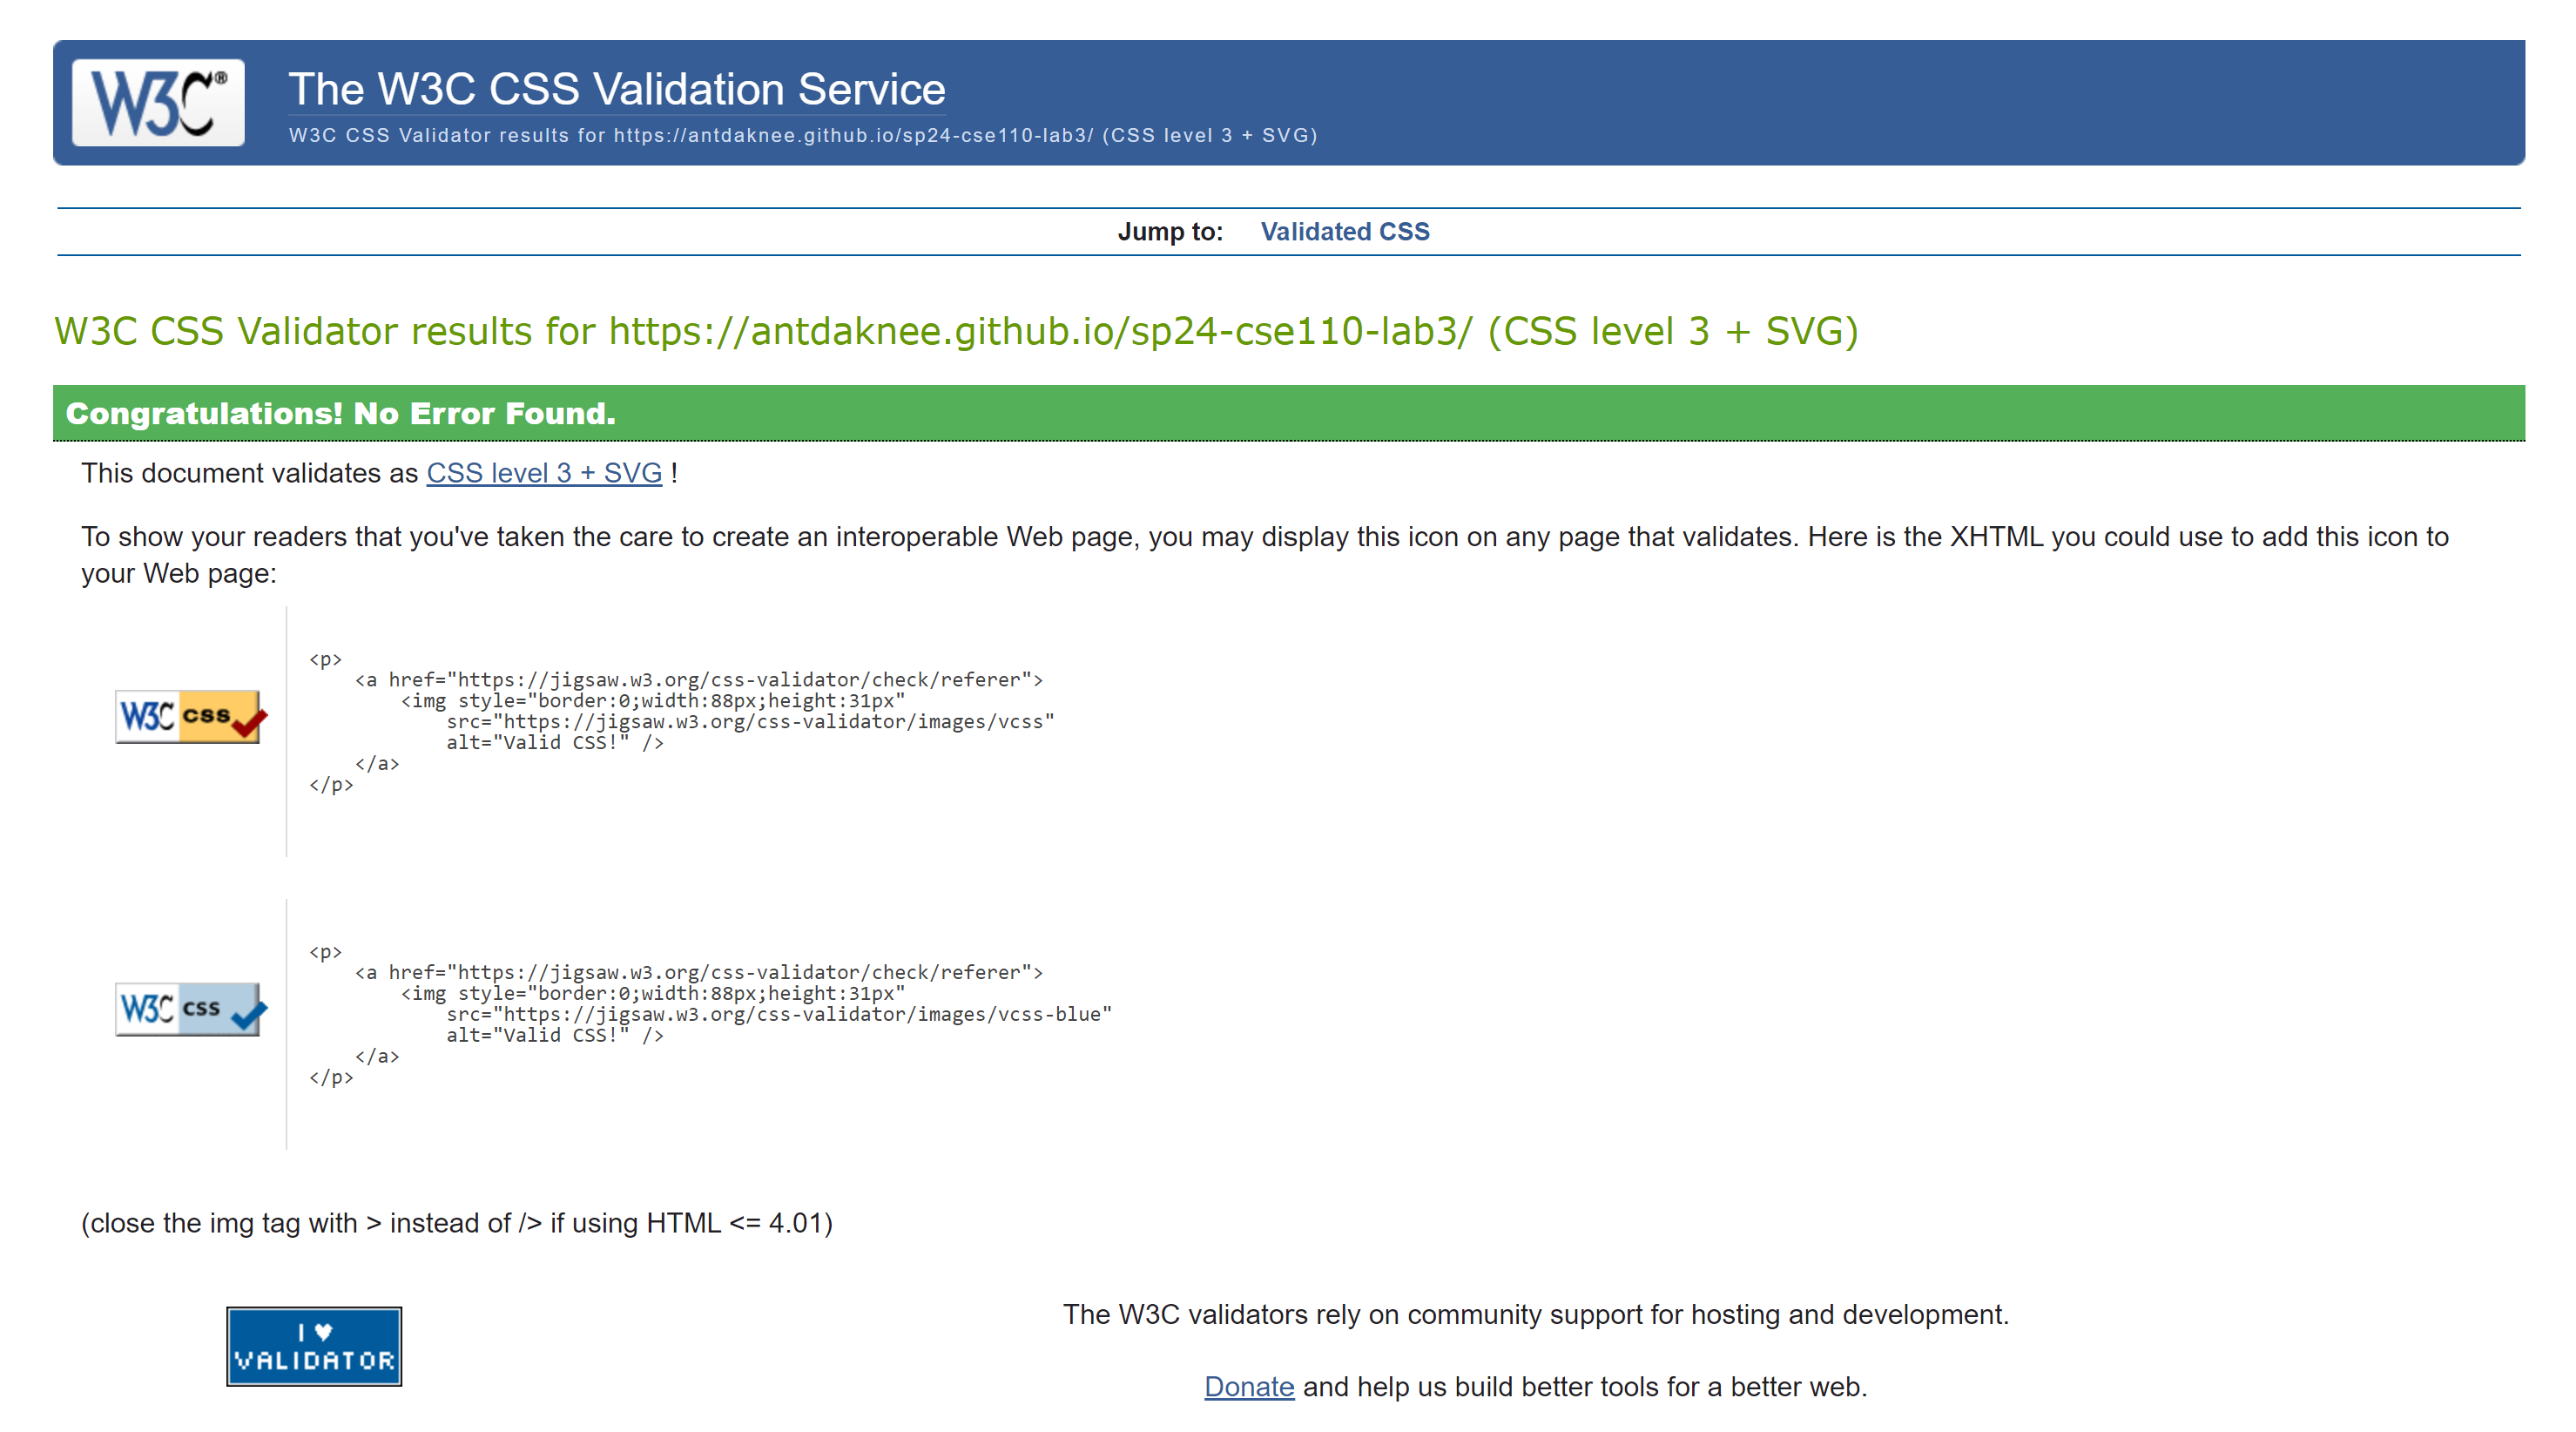 W3C®
The W3C CSS Validation Service
W3C CSS Validator results for https://antdaknee.github.io/sp24-cse110-lab3/ (CSS level 3 + SVG)
Jump to: Validated CSS
W3C CSS Validator results for https://antdaknee.github.io/sp24-cse110-lab3/ (CSS level 3 + SVG)
Congratulations! No Error Found.
This document validates as CSS level 3 + SVG !
To show your readers that you've taken the care to create an interoperable Web page, you may display this icon on any page that validates. Here is the XHTML you could use to add this icon to
your Web page:
W3C css
<p>
    <a href="https://jigsaw.w3.org/css-validator/check/referer">
        <img style="border:0;width:88px;height:31px"
            src="https://jigsaw.w3.org/css-validator/images/vcss"
            alt="Valid CSS!" />
    </a>
</p>
W3C css
<p>
    <a href="https://jigsaw.w3.org/css-validator/check/referer">
        <img style="border:0;width:88px;height:31px"
            src="https://jigsaw.w3.org/css-validator/images/vcss-blue"
            alt="Valid CSS!" />
    </a>
</p>
(close the img tag with > instead of /> if using HTML <= 4.01)
I ♥
VALIDATOR
The W3C validators rely on community support for hosting and development.
Donate and help us build better tools for a better web.